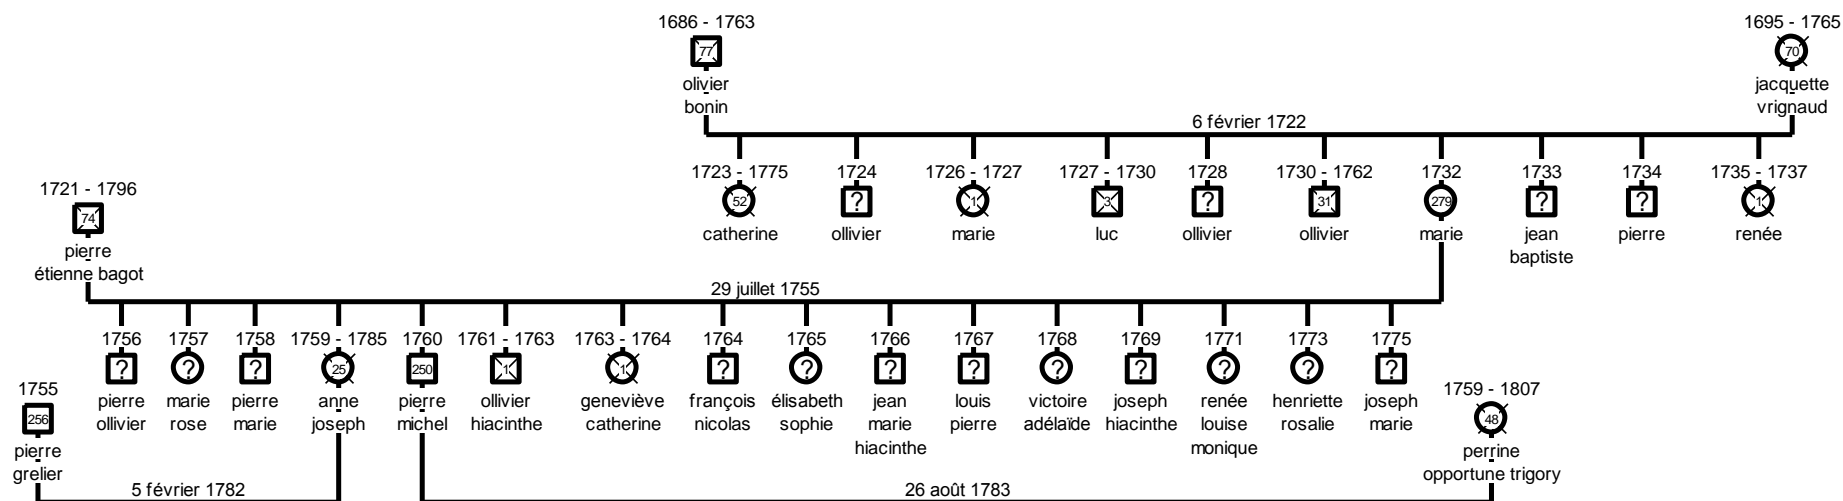 1686 - 1763
77
olivier
bonin
1695 - 1765
70
jacquette
vrignaud
6 février 1722
1723 - 1775
52
catherine
1724
?
ollivier
1726 - 1727
1
marie
1727 - 1730
3
luc
1728
?
ollivier
1730 - 1762
31
ollivier
1732
279
marie
1733
?
jean
baptiste
1734
?
pierre
1735 - 1737
1
renée
1721 - 1796
74
pierre
étienne bagot
29 juillet 1755
1756
?
pierre
ollivier
1757
?
marie
rose
1758
?
pierre
marie
1759 - 1785
25
anne
joseph
1760
250
pierre
michel
1761 - 1763
1
ollivier
hiacinthe
1763 - 1764
1
geneviève
catherine
1764
?
françois
nicolas
1765
?
élisabeth
sophie
1766
?
jean
marie
hiacinthe
1767
?
louis
pierre
1768
?
victoire
adélaïde
1769
?
joseph
hiacinthe
1771
?
renée
louise
monique
1773
?
henriette
rosalie
1775
?
joseph
marie
1755
256
pierre
grelier
1759 - 1807
48
perrine
opportune trigory
5 février 1782
26 août 1783